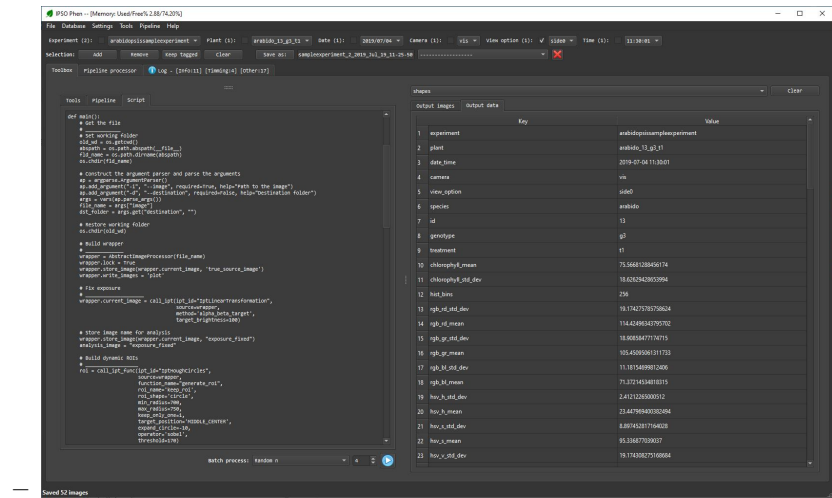 IPSO Phen -- [Memory: Used/Free% 2.88/74.20%]
File Database Settings Tools Pipeline Help
Experiment (2): arabidopsissampleexperiment Plant (1): arabido_13_g3_t1 Date (1): 2019/07/04 Camera (1): vis View option (1): side0 Time (1): 11:30:01
Selection: Add Remove Keep tagged Clear Save as: sampleexperiment_2_2019_Jul_19_11-25-50 ------------------
Toolbox Pipeline processor Log - [Info:11] [Timming:4] [Other:17]
Tools Pipeline Script
def main():
# Get the file
# ____________
# Set working folder
old_wd = os.getcwd()
abspath = os.path.abspath(__file__)
fld_name = os.path.dirname(abspath)
os.chdir(fld_name)
# Construct the argument parser and parse the arguments
ap = argparse.ArgumentParser()
ap.add_argument("-i", "--image", required=True, help="Path to the image")
ap.add_argument("-d", "--destination", required=False, help="Destination folder")
args = vars(ap.parse_args())
file_name = args["image"]
dst_folder = args.get("destination", "")
# Restore working folder
os.chdir(old_wd)
# Build wrapper
# _____________
wrapper = AbstractImageProcessor(file_name)
wrapper.lock = True
wrapper.store_image(wrapper.current_image, 'true_source_image')
wrapper.write_images = 'plot'
# Fix exposure
# ____________
wrapper.current_image = call_ipt(ipt_id="IptLinearTransformation",
source=wrapper,
method='alpha_beta_target',
target_brightness=100)
# Store image name for analysis
wrapper.store_image(wrapper.current_image, "exposure_fixed")
analysis_image = "exposure_fixed"
# Build dynamic ROIs
# __________________
roi = call_ipt_func(ipt_id="IptHoughCircles",
source=wrapper,
function_name="generate_roi",
roi_name='keep_roi',
roi_shape='circle',
min_radius=700,
max_radius=750,
keep_only_one=1,
target_position='MIDDLE_CENTER',
expand_circle=-10,
operator='sobel',
threshold=170)
Batch process: Random n 4
shapes Clear
Output images Output data
Key Value
1 experiment arabidopsissampleexperiment
2 plant arabido_13_g3_t1
3 date_time 2019-07-04 11:30:01
4 camera vis
5 view_option side0
6 species arabido
7 id 13
8 genotype g3
9 treatment t1
10 chlorophyll_mean 75.56681288456174
11 chlorophyll_std_dev 18.62629428653994
12 hist_bins 256
13 rgb_rd_std_dev 19.174275785758624
14 rgb_rd_mean 114.42496343795702
15 rgb_gr_std_dev 18.90858477174715
16 rgb_gr_mean 105.45095061311733
17 rgb_bl_std_dev 11.18154699812406
18 rgb_bl_mean 71.37214534818315
19 hsv_h_std_dev 2.41212265000512
20 hsv_h_mean 23.447969400382494
21 hsv_s_std_dev 8.897452817164028
22 hsv_s_mean 95.336877039037
23 hsv_v_std_dev 19.174308275168684
Saved 52 images